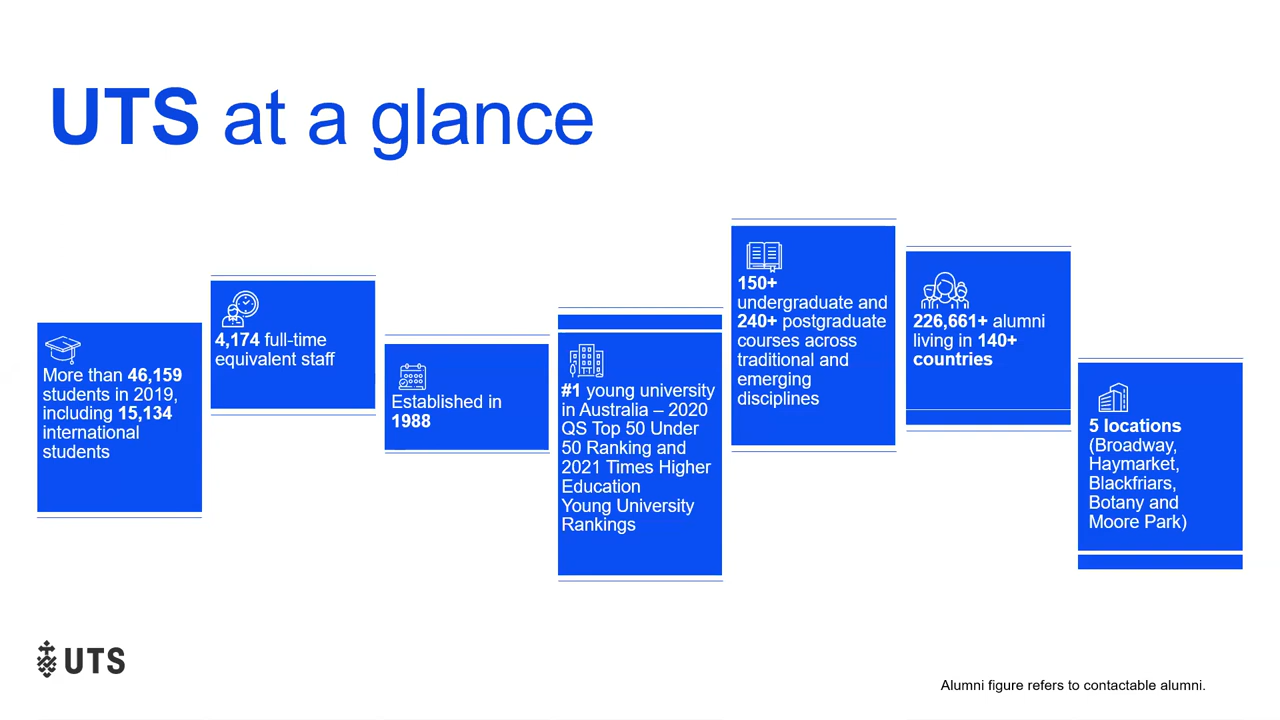 UTS at a glance
More than 46,159
students in 2019,
including 15,134
international
students
4,174 full-time
equivalent staff
Established in
1988
#1 young university
in Australia – 2020
QS Top 50 Under
50 Ranking and
2021 Times Higher
Education
Young University
Rankings
150+
undergraduate and
240+ postgraduate
courses across
traditional and
emerging
disciplines
226,661+ alumni
living in 140+
countries
5 locations
(Broadway,
Haymarket,
Blackfriars,
Botany and
Moore Park)
UTS
Alumni figure refers to contactable alumni.